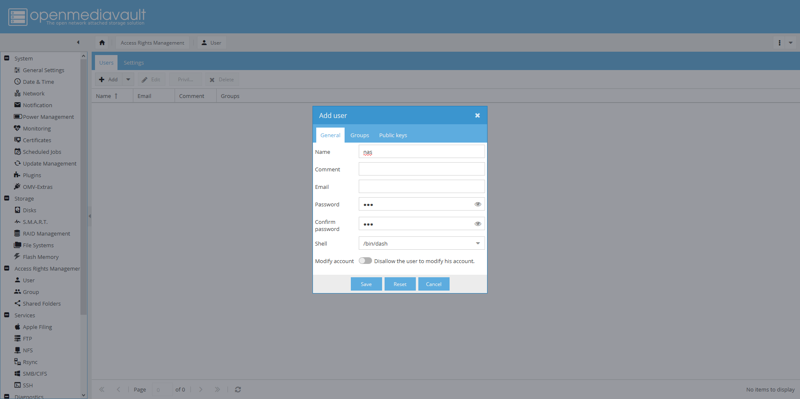 openmediavault
The open network attached storage solution
Access Rights Management
User
System
General Settings
Date & Time
Network
Notification
Power Management
Monitoring
Certificates
Scheduled Jobs
Update Management
Plugins
OMV-Extras
Storage
Disks
S.M.A.R.T.
RAID Management
File Systems
Flash Memory
Access Rights Managemen
User
Group
Shared Folders
Services
Apple Filing
FTP
NFS
Rsync
SMB/CIFS
SSH
Diagnostics
Users
Settings
Add
Edit
Delete
Name
Email
Comment
Groups
Add user
General
Groups
Public keys
Name
nas
Comment
Email
Password
•••
Confirm
password
•••
Shell
/bin/dash
Modify account
Disallow the user to modify his account.
Save
Reset
Cancel
Page
of 0
No items to display